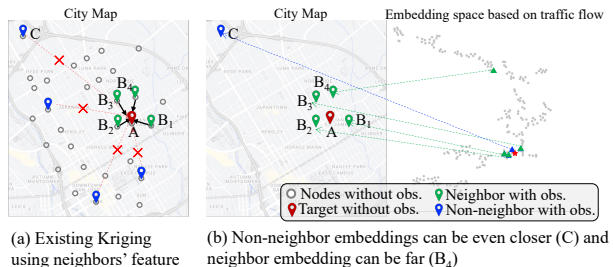 (a)
City Map
(b)
City Map
Embedding space based on traffic flow
C
B4
B3
B2
A
B1
C
B4
B3
B2
A
B1
Nodes without obs.
Neighbor with obs.
Target without obs.
Non-neighbor with obs.
(a) Existing Kriging
using neighbors' feature
(b) Non-neighbor embeddings can be even closer (C) and
neighbor embedding can be far (B4)